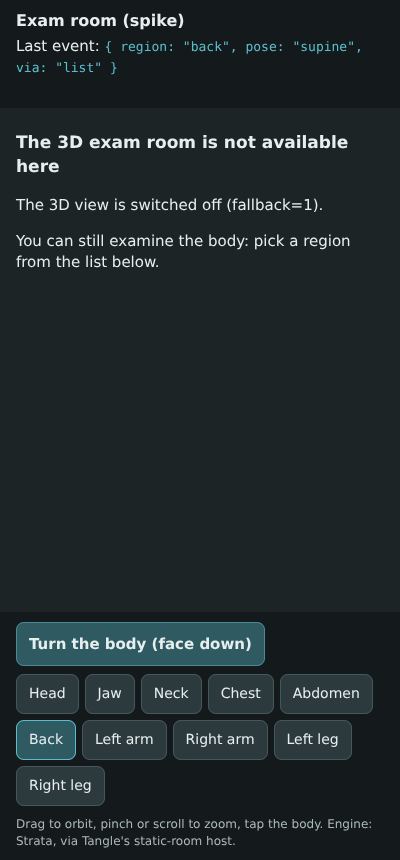 Exam room (spike)
Last event: { region: "back", pose: "supine",
via: "list" }
The 3D exam room is not available
here
The 3D view is switched off (fallback=1).
You can still examine the body: pick a region
from the list below.
Turn the body (face down)
Head Jaw Neck Chest Abdomen
Back Left arm Right arm Left leg
Right leg
Drag to orbit, pinch or scroll to zoom, tap the body. Engine:
Strata, via Tangle's static-room host.